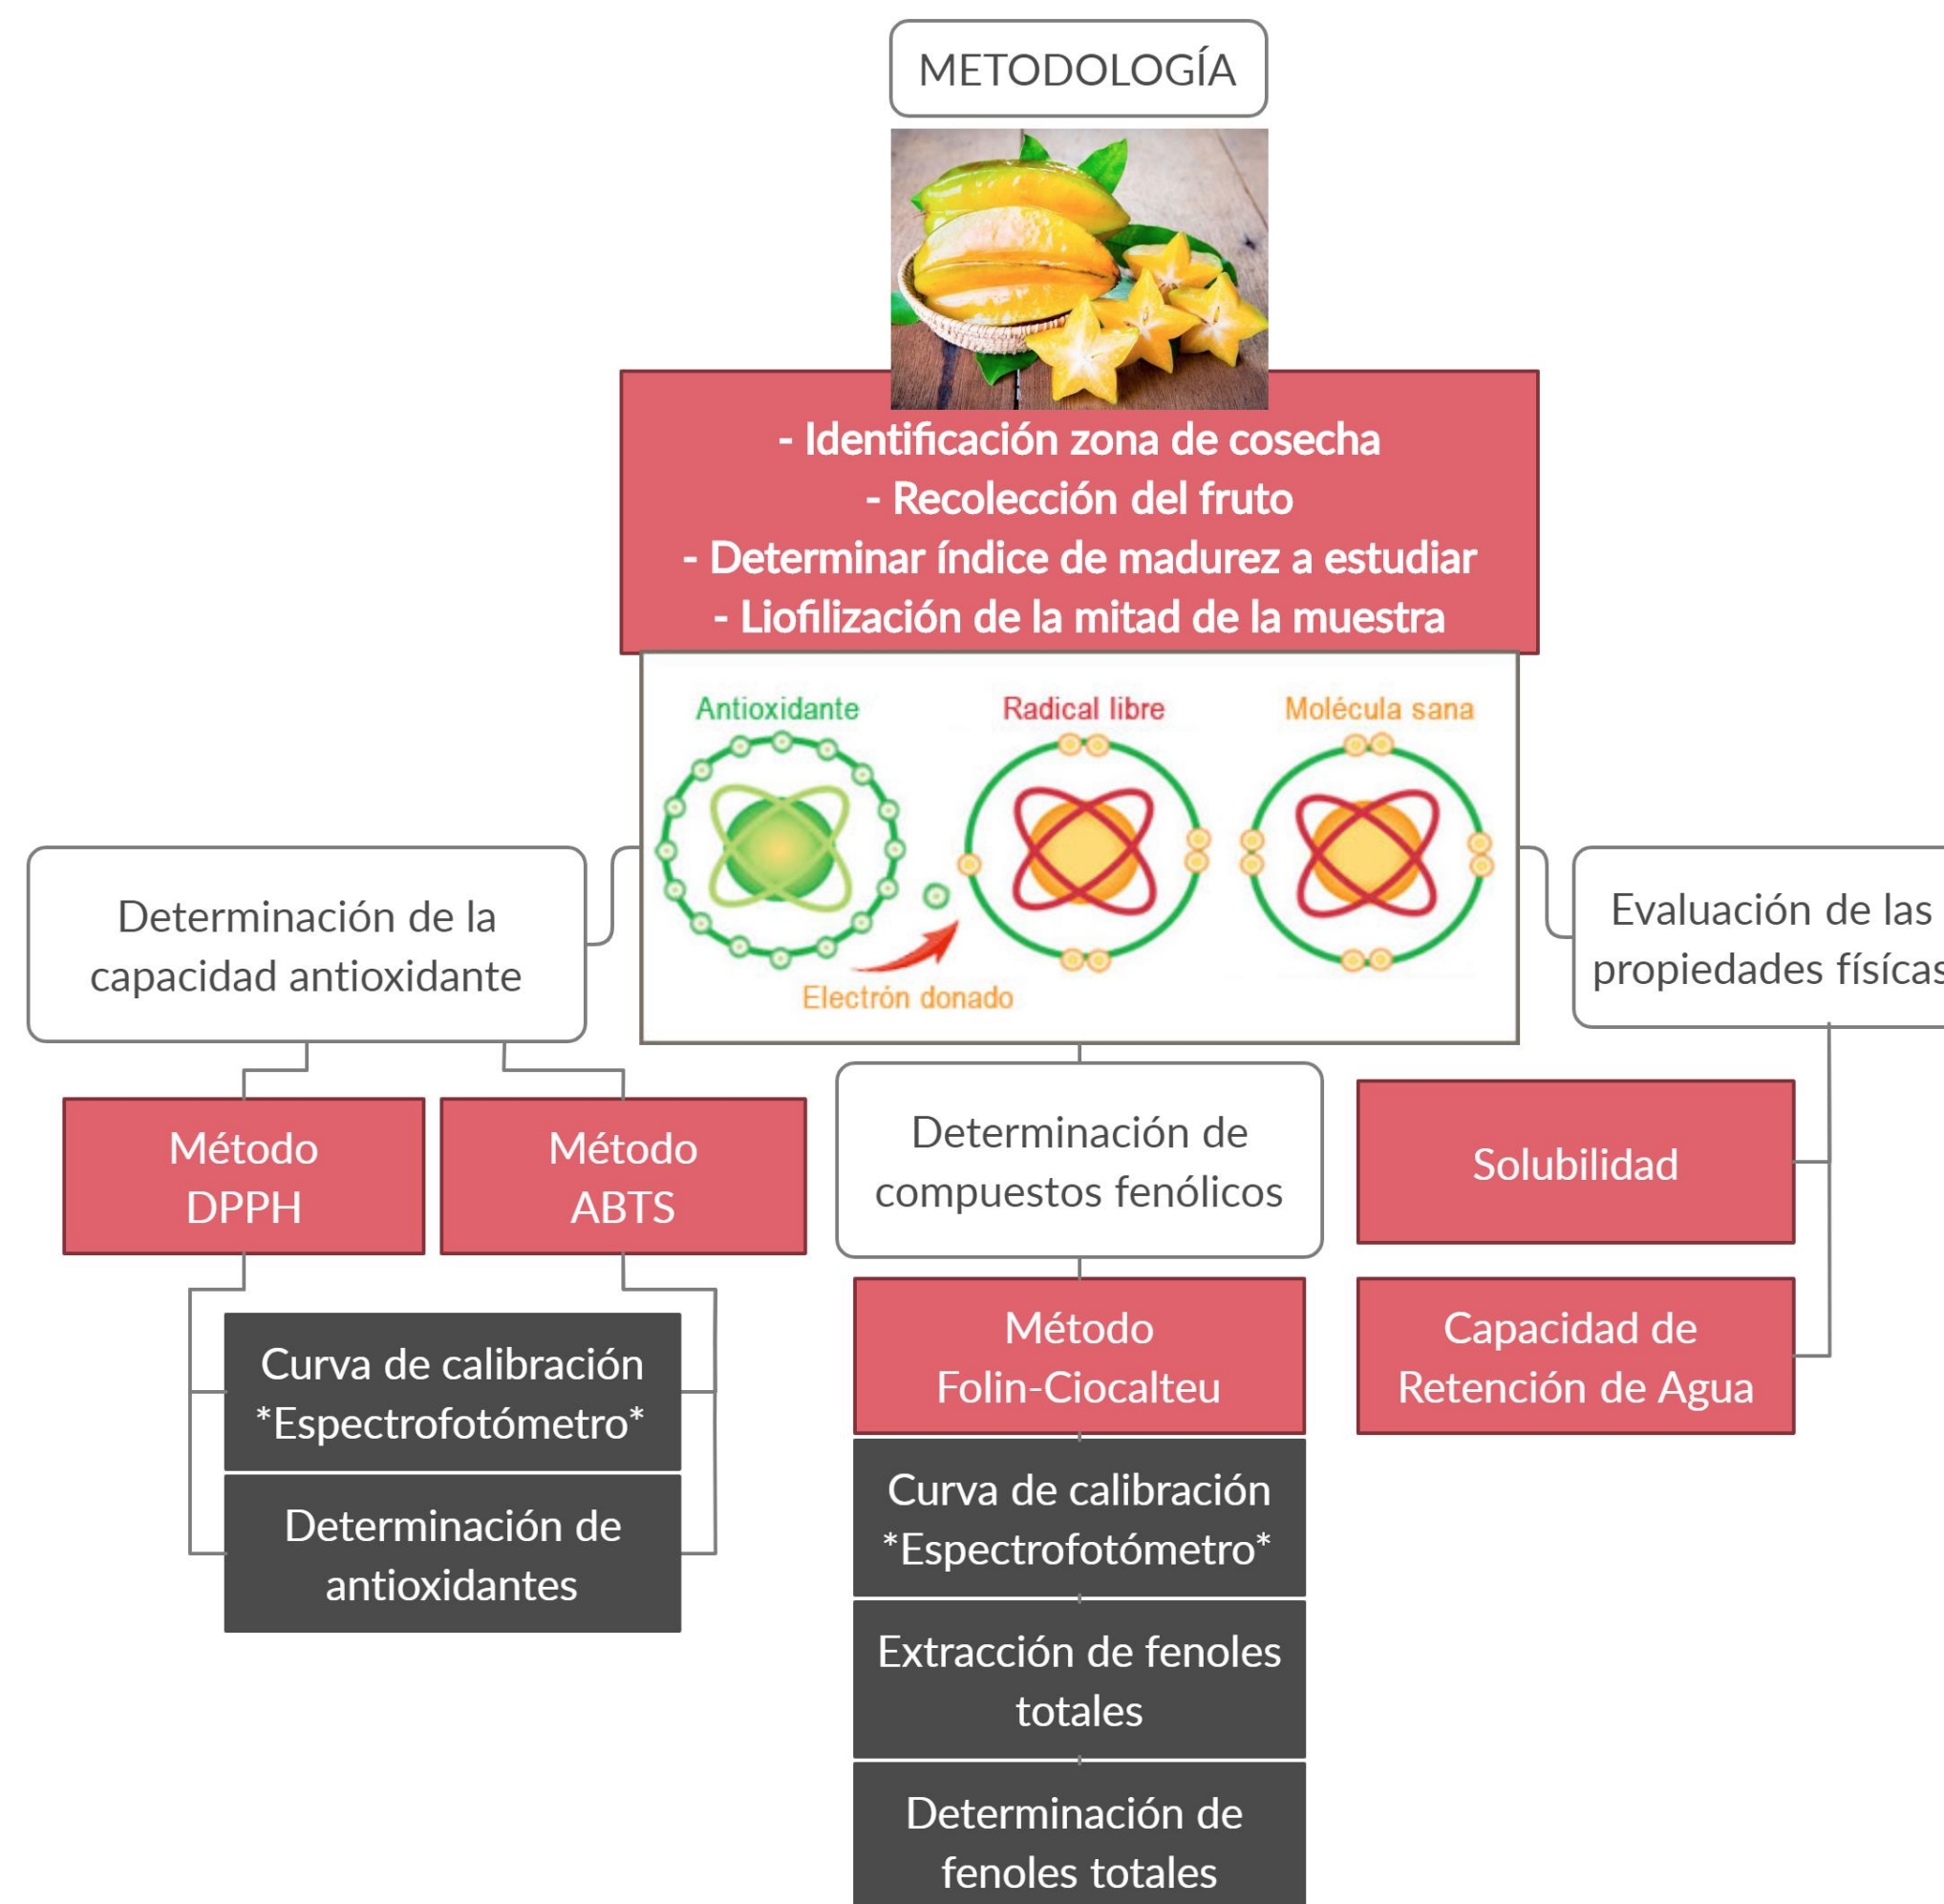 METODOLOGÍA
- Identificación zona de cosecha
- Recolección del fruto
- Determinar índice de madurez a estudiar
- Liofilización de la mitad de la muestra
Antioxidante
Radical libre
Molécula sana
Electrón donado
Determinación de la
capacidad antioxidante
Evaluación de las
propiedades físícas
Método
DPPH
Método
ABTS
Curva de calibración
*Espectrofotómetro*
Determinación de
antioxidantes
Determinación de
compuestos fenólicos
Método
Folin-Ciocalteu
Curva de calibración
*Espectrofotómetro*
Extracción de fenoles
totales
Determinación de
fenoles totales
Solubilidad
Capacidad de
Retención de Agua